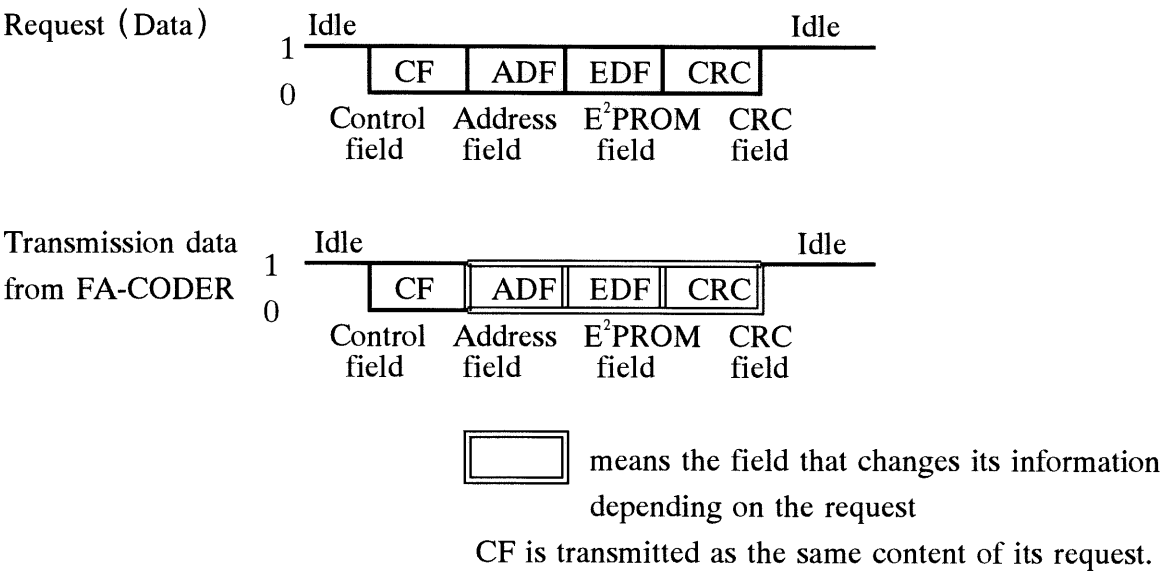 Request (Data)
Idle
Idle
1
0
CF
ADF
EDF
CRC
Control field
Address field
E²PROM field
CRC field
Transmission data
from FA-CODER
Idle
Idle
1
0
CF
ADF
EDF
CRC
Control field
Address field
E²PROM field
CRC field
means the field that changes its information
depending on the request
CF is transmitted as the same content of its request.